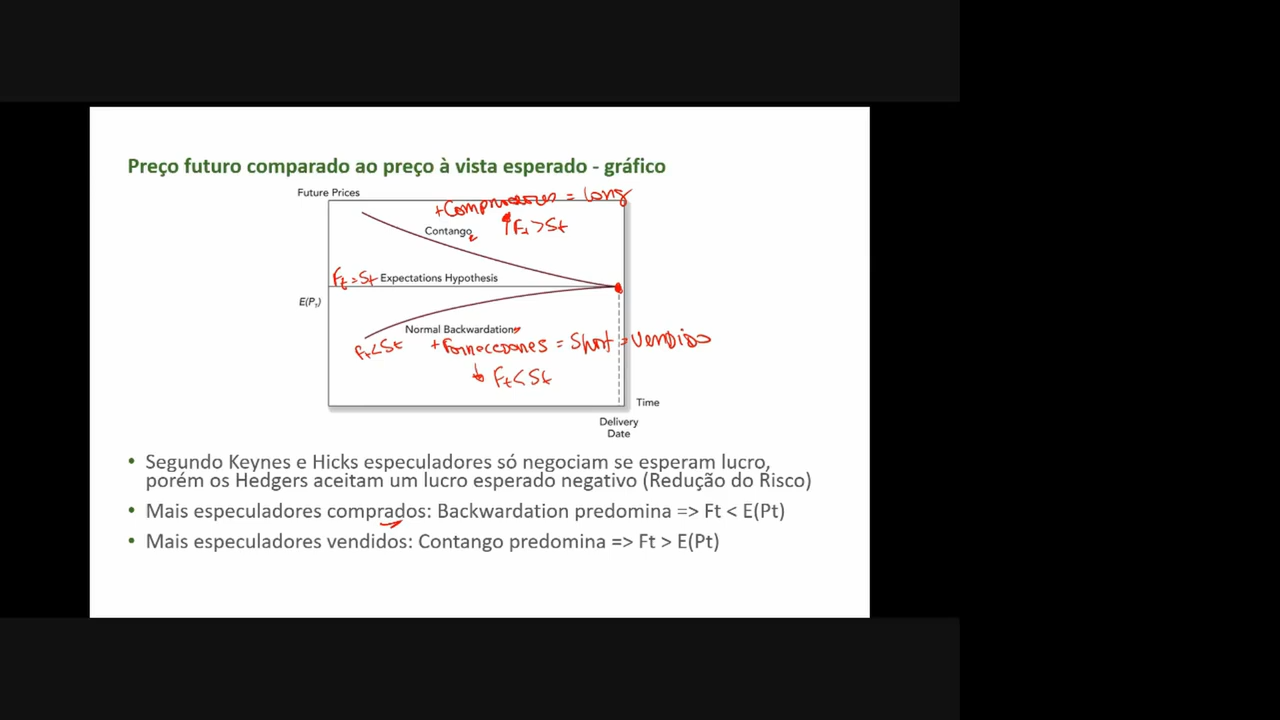 Preço futuro comparado ao preço à vista esperado - gráfico
Future Prices
+Compradores = long
Contango
↑Ft > St
Ft = St
Expectations Hypothesis
E(P₁)
Normal Backwardation
Ft < St
+Fornecedores = Short = Vendido
↓ Ft < St
Time
Delivery
Date
• Segundo Keynes e Hicks especuladores só negociam se esperam lucro,
porém os Hedgers aceitam um lucro esperado negativo (Redução do Risco)
• Mais especuladores comprados: Backwardation predomina => Ft < E(Pt)
• Mais especuladores vendidos: Contango predomina => Ft > E(Pt)